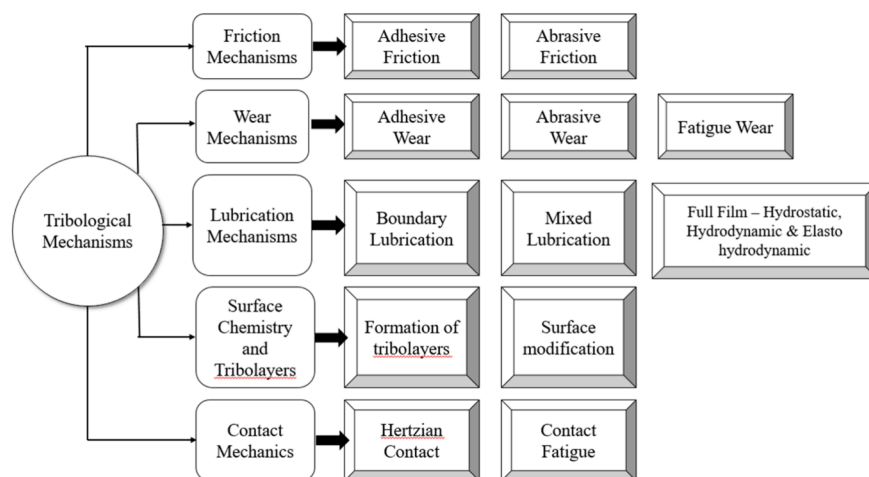 Friction
Mechanisms
Adhesive
Friction
Abrasive
Friction
Wear
Mechanisms
Adhesive
Wear
Abrasive
Wear
Fatigue Wear
Tribological
Mechanisms
Lubrication
Mechanisms
Boundary
Lubrication
Mixed
Lubrication
Full Film – Hydrostatic,
Hydrodynamic & Elasto
hydrodynamic
Surface
Chemistry
and
Tribolayers
Formation of
tribolayers
Surface
modification
Contact
Mechanics
Hertzian
Contact
Contact
Fatigue